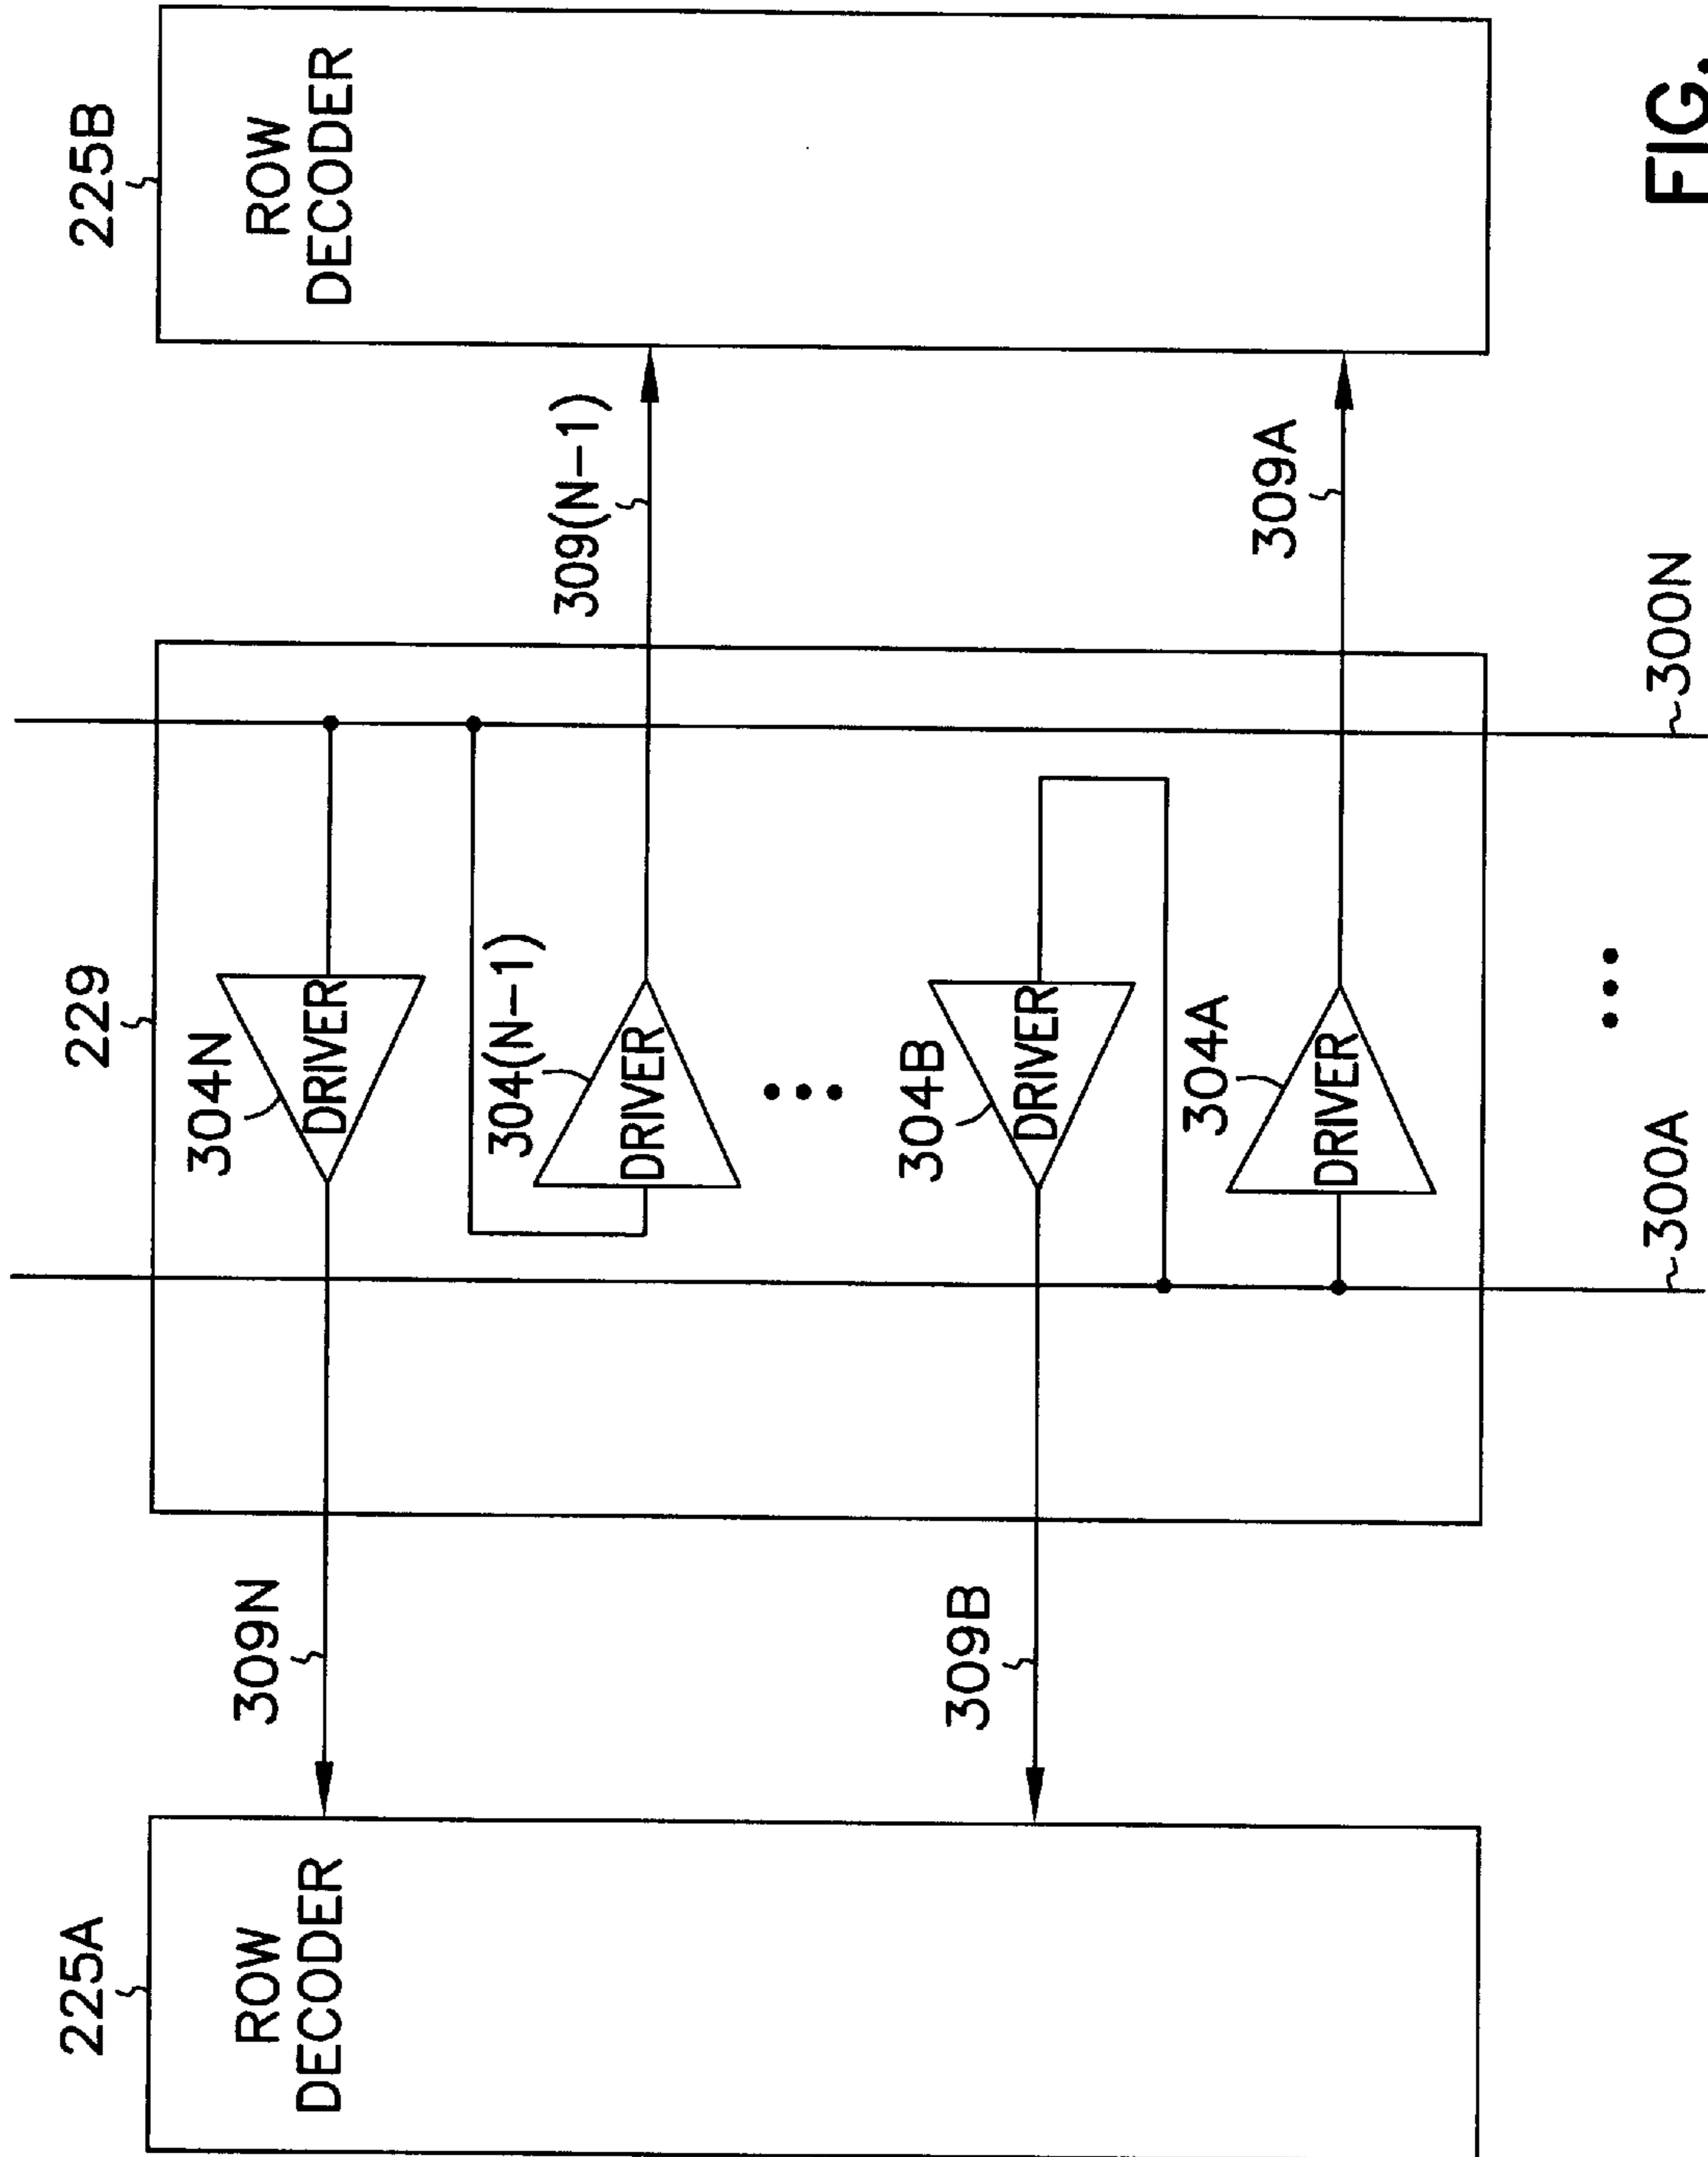 225A
229
225B
ROW
DECODER
309N
304N
DRIVER
ROW
DECODER
304(N-1)
309(N-1)
DRIVER
304B
309B
DRIVER
304A
309A
DRIVER
300A
300N
FIG.